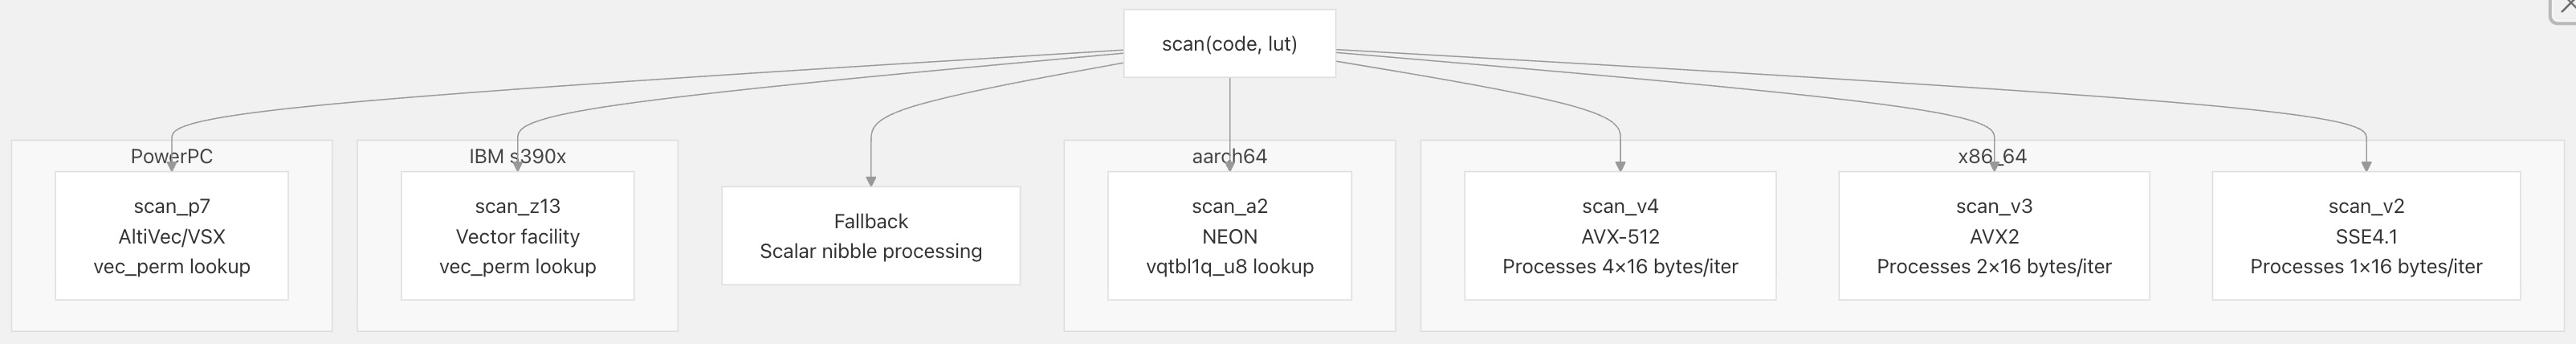 scan(code, lut)
PowerPC
scan_p7
AltiVec/VSX
vec_perm lookup
IBM s390x
scan_z13
Vector facility
vec_perm lookup
Fallback
Scalar nibble processing
aarch64
scan_a2
NEON
vqtbl1q_u8 lookup
x86_64
scan_v4
AVX-512
Processes 4×16 bytes/iter
scan_v3
AVX2
Processes 2×16 bytes/iter
scan_v2
SSE4.1
Processes 1×16 bytes/iter